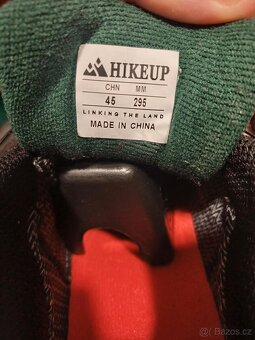 HIKEUP
CHN MM
45 295
LINKING THE LAND
MADE IN CHINA
Bazos.cz